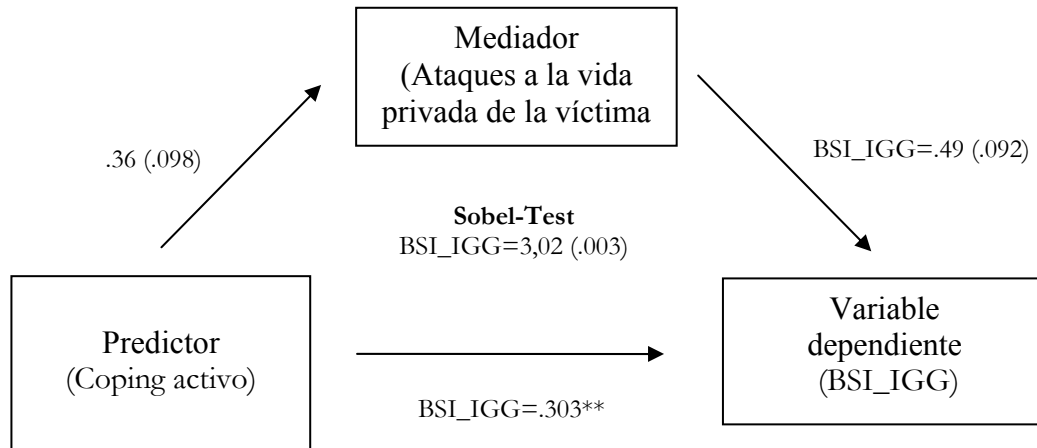 Mediador
(Ataques a la vida
privada de la víctima
.36 (.098)
BSI_IGG=.49 (.092)
Sobel-Test
BSI_IGG=3,02 (.003)
Predictor
(Coping activo)
Variable
dependiente
(BSI_IGG)
BSI_IGG=.303**